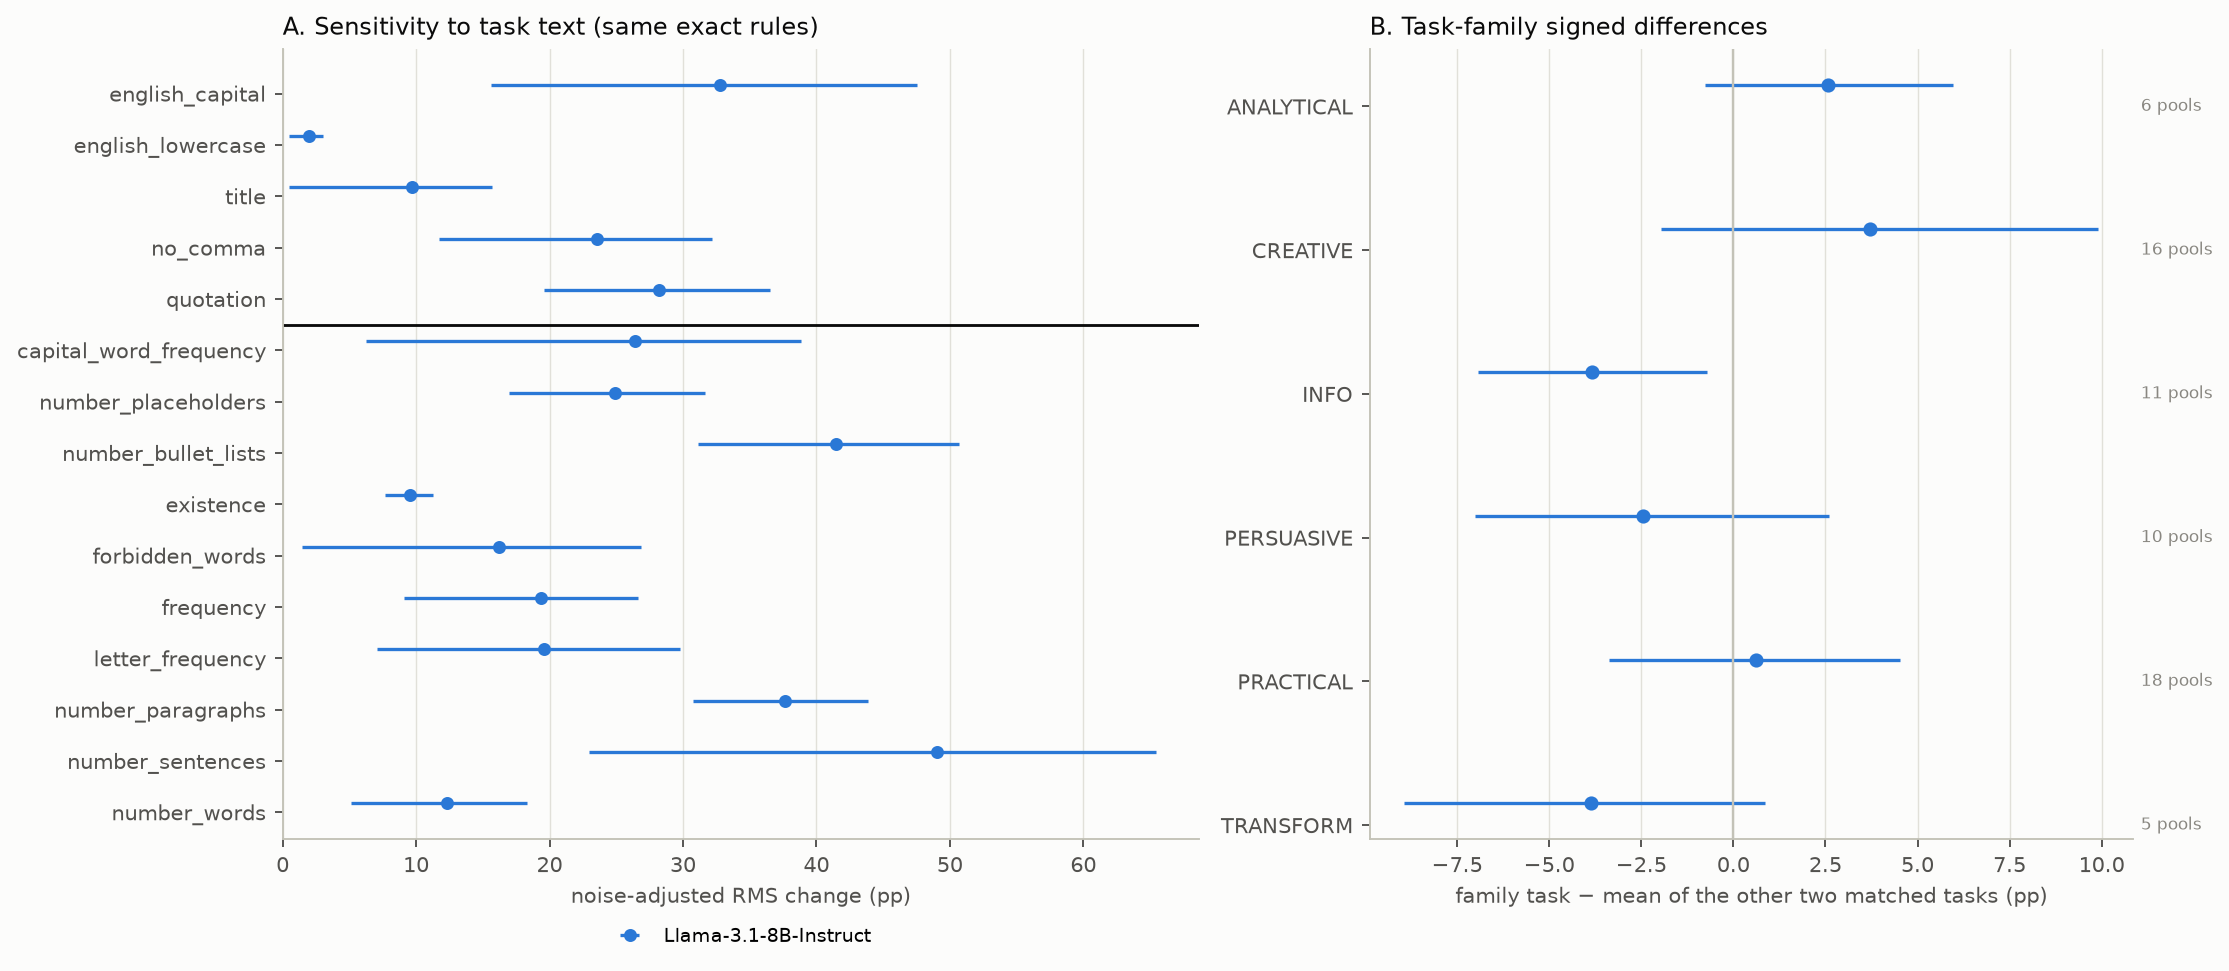 A. Sensitivity to task text (same exact rules)
english_capital
english_lowercase
title
no_comma
quotation
capital_word_frequency
number_placeholders
number_bullet_lists
existence
forbidden_words
frequency
letter_frequency
number_paragraphs
number_sentences
number_words
0 10 20 30 40 50 60
noise-adjusted RMS change (pp)
Llama-3.1-8B-Instruct
B. Task-family signed differences
ANALYTICAL 6 pools
CREATIVE 16 pools
INFO 11 pools
PERSUASIVE 10 pools
PRACTICAL 18 pools
TRANSFORM 5 pools
−7.5 −5.0 −2.5 0.0 2.5 5.0 7.5 10.0
family task − mean of the other two matched tasks (pp)